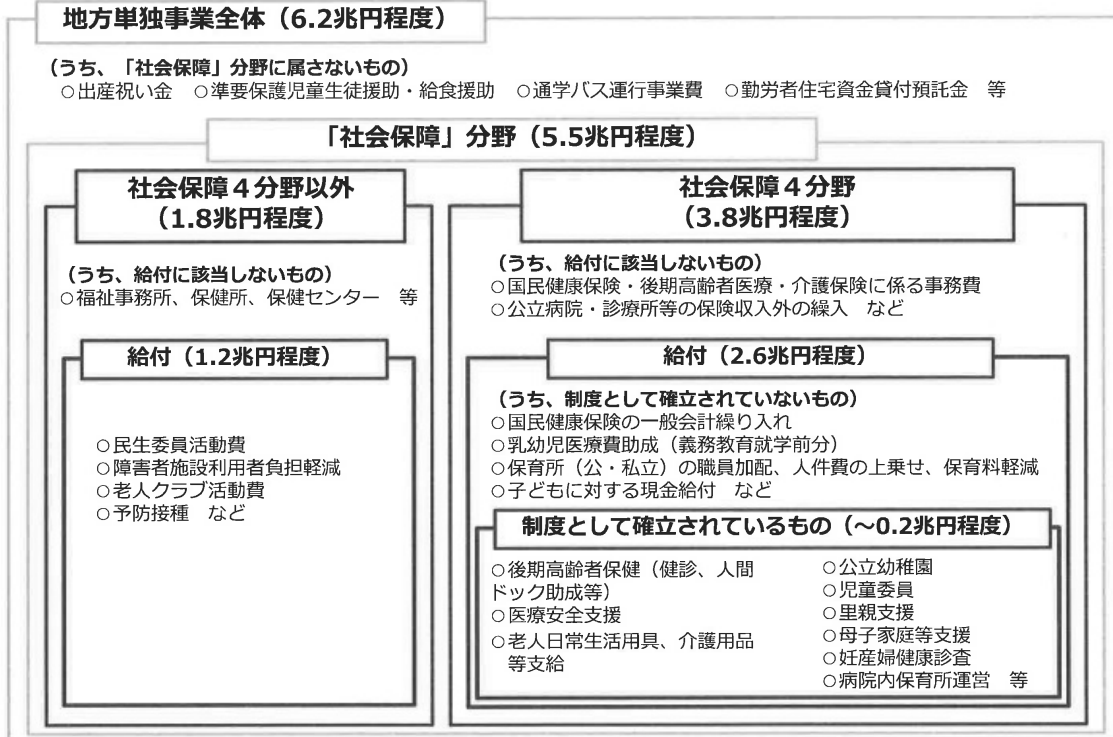 地方単独事業全体（6.2兆円程度）
（うち、「社会保障」分野に属さないもの）
○出産祝い金　○準要保護児童生徒援助・給食援助　○通学バス運行事業費　○勤労者住宅資金貸付預託金　等
「社会保障」分野（5.5兆円程度）
社会保障４分野以外
（1.8兆円程度）
（うち、給付に該当しないもの）
○福祉事務所、保健所、保健センター　等
給付（1.2兆円程度）
○民生委員活動費
○障害者施設利用者負担軽減
○老人クラブ活動費
○予防接種　など
社会保障４分野
（3.8兆円程度）
（うち、給付に該当しないもの）
○国民健康保険・後期高齢者医療・介護保険に係る事務費
○公立病院・診療所等の保険収入外の繰入　など
給付（2.6兆円程度）
（うち、制度として確立されていないもの）
○国民健康保険の一般会計繰り入れ
○乳幼児医療費助成（義務教育就学前分）
○保育所（公・私立）の職員加配、人件費の上乗せ、保育料軽減
○子どもに対する現金給付　など
制度として確立されているもの（～0.2兆円程度）
○後期高齢者保健（健診、人間
ドック助成等）
○医療安全支援
○老人日常生活用具、介護用品
等支給
○公立幼稚園
○児童委員
○里親支援
○母子家庭等支援
○妊産婦健康診査
○病院内保育所運営　等